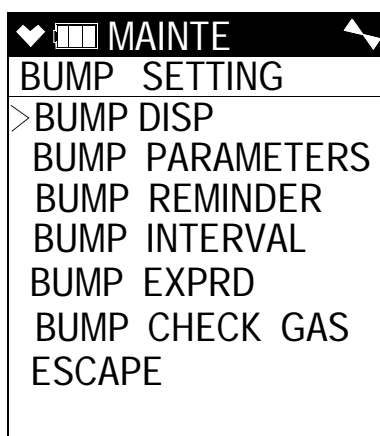 MAINTE
BUMP SETTING
>BUMP DISP
BUMP PARAMETERS
BUMP REMINDER
BUMP INTERVAL
BUMP EXPRD
BUMP CHECK GAS
ESCAPE